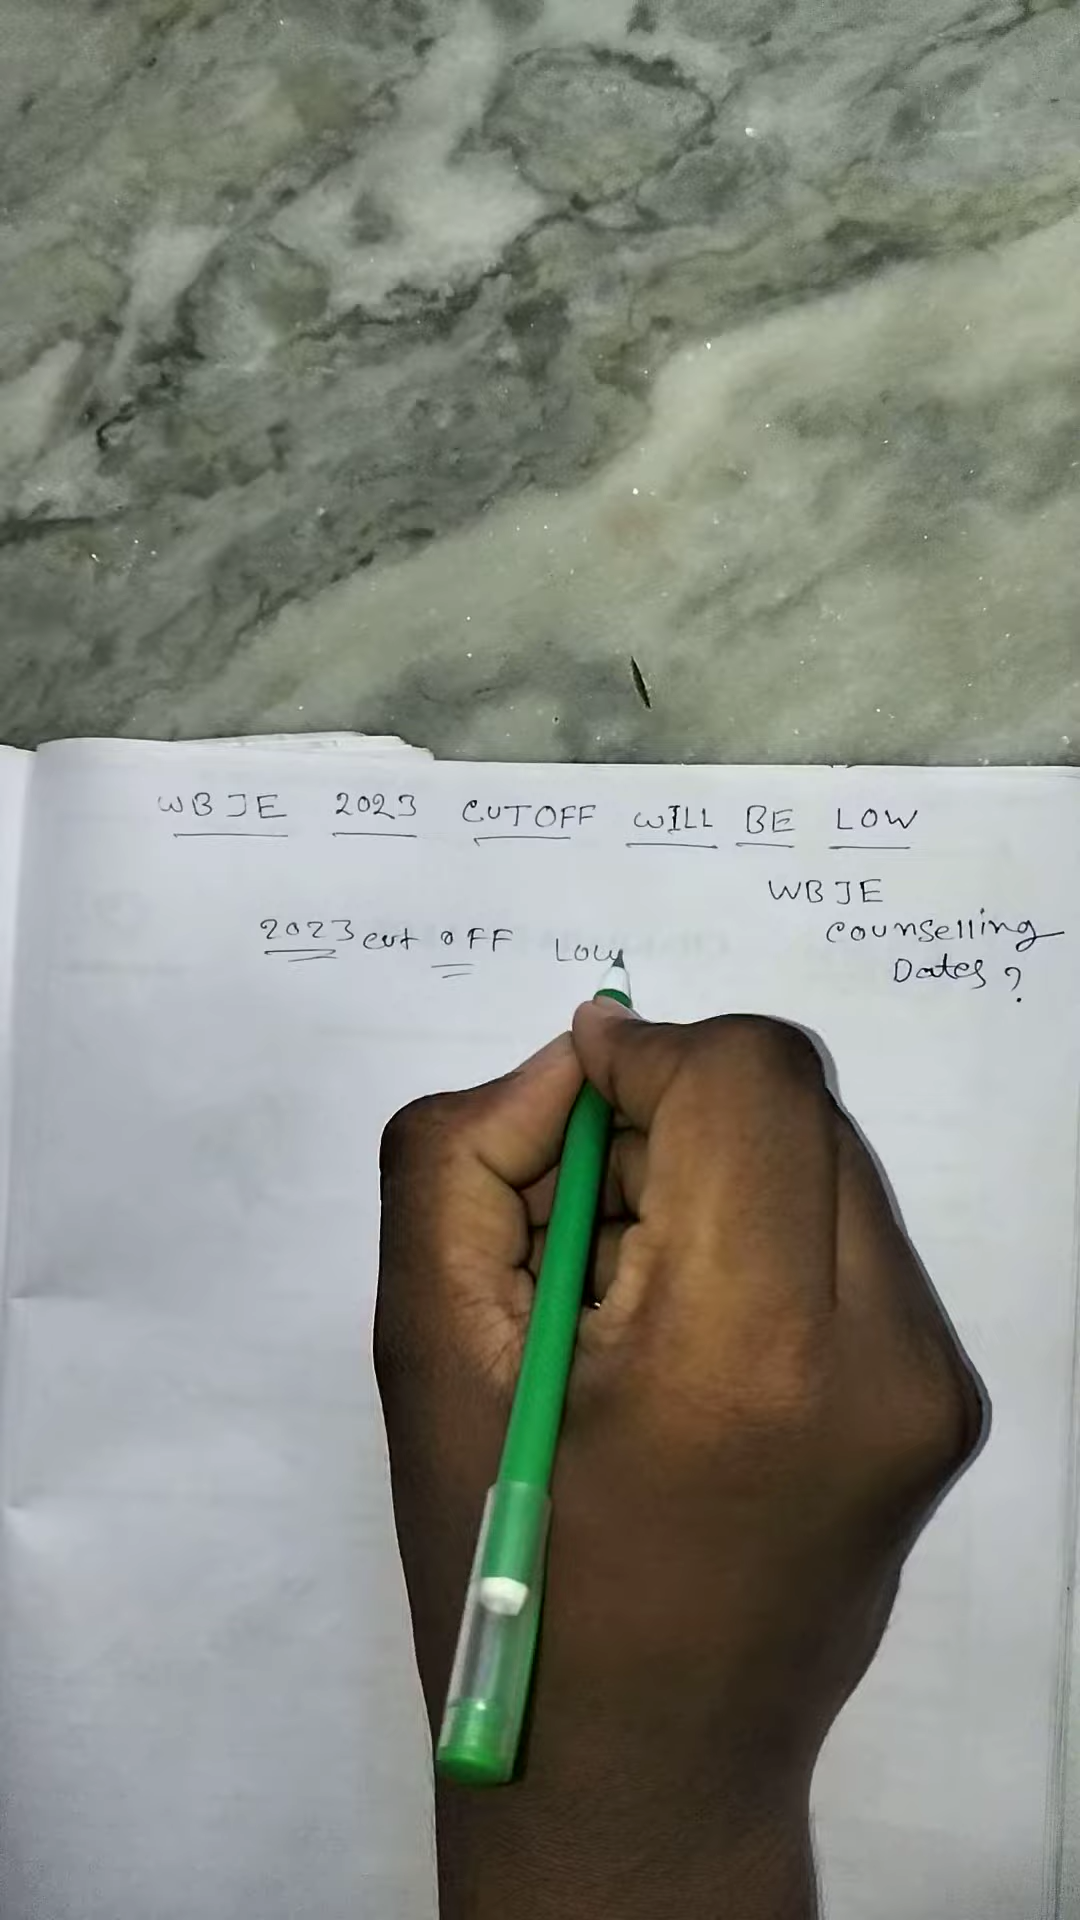 WBJE 2023 CUTOFF WILL BE LOW
WBJE
Counselling
Dates?
2023 cut OFF Low